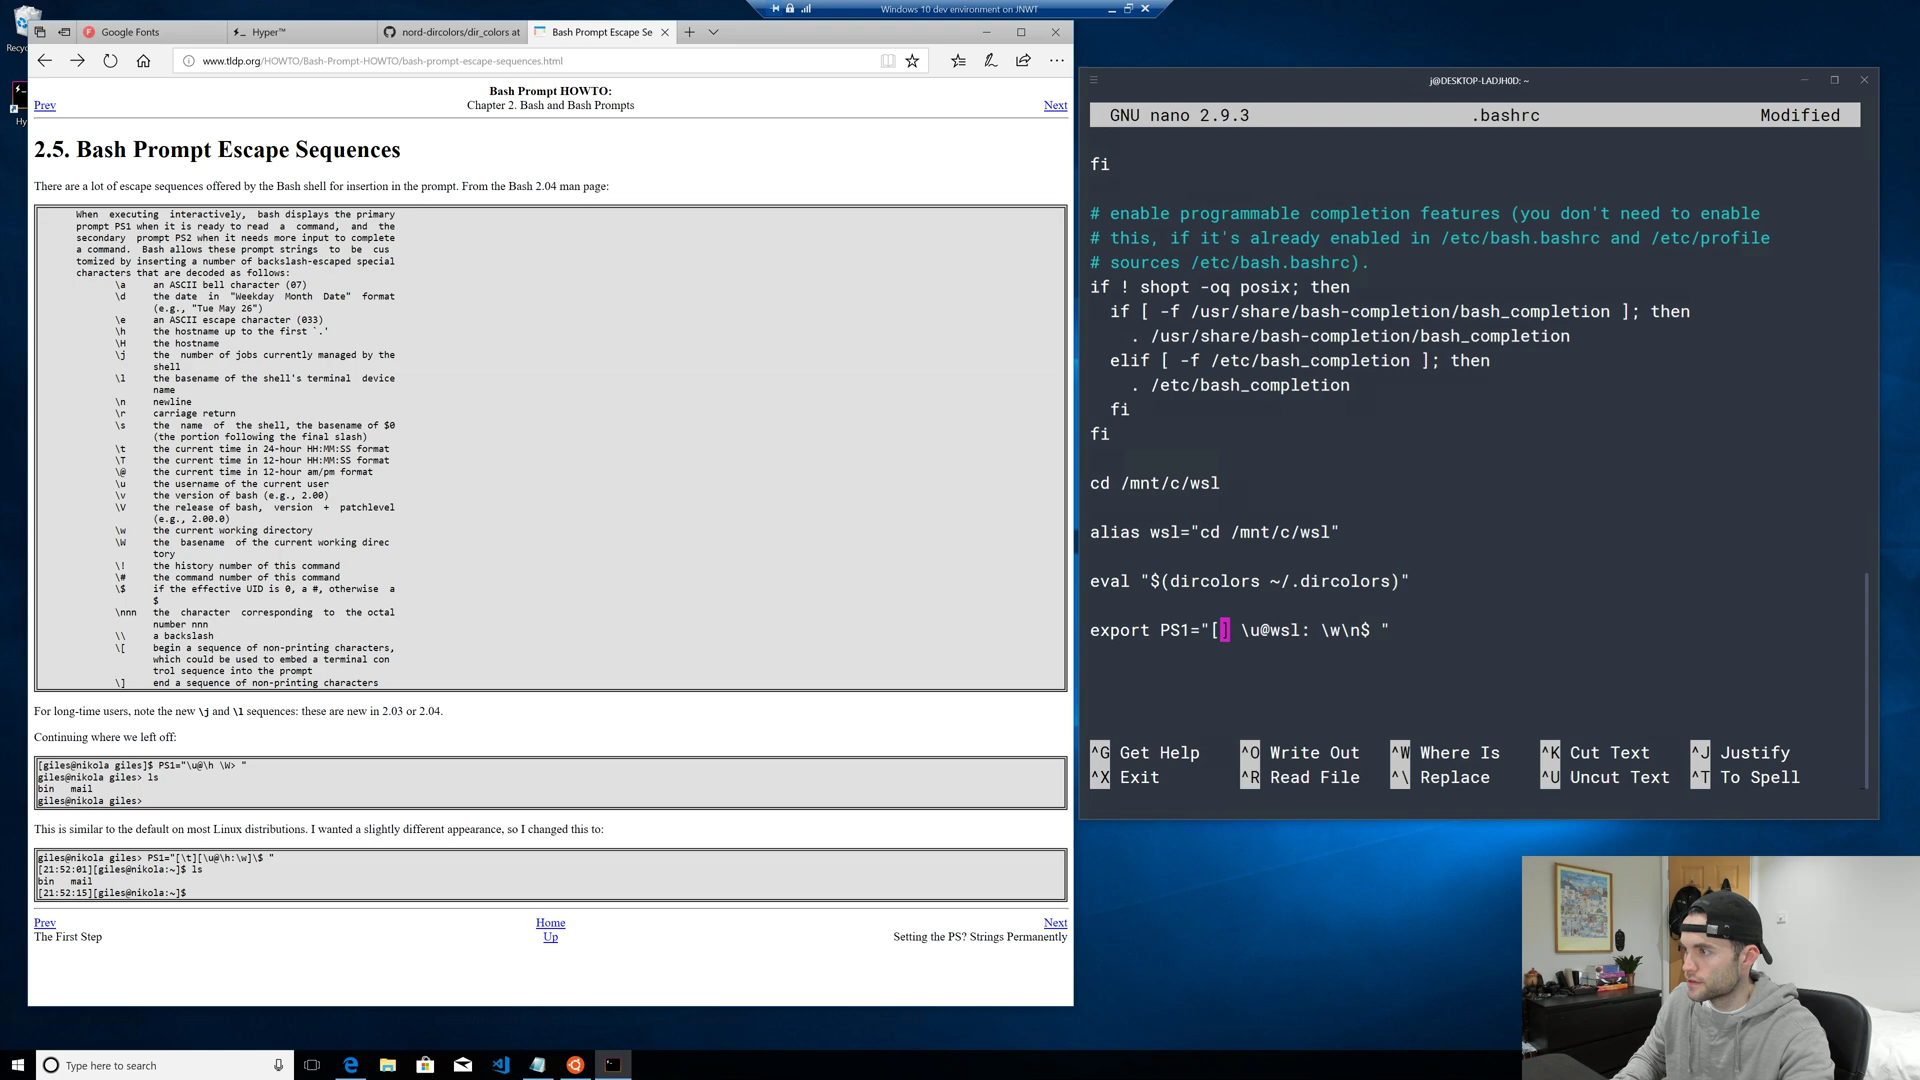 Windows 10 dev environment on JNWT
Google Fonts
Hyper™
nord-dircolors/dir_colors at
Bash Prompt Escape Se
www.tldp.org/HOWTO/Bash-Prompt-HOWTO/bash-prompt-escape-sequences.html
Bash Prompt HOWTO:
Prev
Chapter 2. Bash and Bash Prompts
Next
2.5. Bash Prompt Escape Sequences
There are a lot of escape sequences offered by the Bash shell for insertion in the prompt. From the Bash 2.04 man page:
When executing interactively, bash displays the primary
prompt PS1 when it is ready to read a command, and the
secondary prompt PS2 when it needs more input to complete
a command. Bash allows these prompt strings to be cus
tomized by inserting a number of backslash-escaped special
characters that are decoded as follows:
\a an ASCII bell character (07)
\d the date in "Weekday Month Date" format
(e.g., "Tue May 26")
\e an ASCII escape character (033)
\h the hostname up to the first `.'
\H the hostname
\j the number of jobs currently managed by the
shell
\l the basename of the shell's terminal device
name
\n newline
\r carriage return
\s the name of the shell, the basename of $0
(the portion following the final slash)
\t the current time in 24-hour HH:MM:SS format
\T the current time in 12-hour HH:MM:SS format
\@ the current time in 12-hour am/pm format
\u the username of the current user
\v the version of bash (e.g., 2.00)
\V the release of bash, version + patchlevel
(e.g., 2.00.0)
\w the current working directory
\W the basename of the current working direc
tory
\! the history number of this command
\# the command number of this command
\$ if the effective UID is 0, a #, otherwise a
$
\nnn the character corresponding to the octal
number nnn
\\ a backslash
\[ begin a sequence of non-printing characters,
which could be used to embed a terminal con
trol sequence into the prompt
\] end a sequence of non-printing characters
For long-time users, note the new \j and \l sequences: these are new in 2.03 or 2.04.
Continuing where we left off:
[giles@nikola giles]$ PS1="\u@\h \W> "
giles@nikola giles> ls
bin mail
giles@nikola giles>
This is similar to the default on most Linux distributions. I wanted a slightly different appearance, so I changed this to:
giles@nikola giles> PS1="[\t][\u@\h:\w]\$ "
[21:52:01][giles@nikola:~]$ ls
bin mail
[21:52:15][giles@nikola:~]$
Prev
Home
Next
The First Step
Up
Setting the PS? Strings Permanently
j@DESKTOP-LADJH0D: ~
GNU nano 2.9.3 .bashrc Modified
fi
# enable programmable completion features (you don't need to enable
# this, if it's already enabled in /etc/bash.bashrc and /etc/profile
# sources /etc/bash.bashrc).
if ! shopt -oq posix; then
if [ -f /usr/share/bash-completion/bash_completion ]; then
. /usr/share/bash-completion/bash_completion
elif [ -f /etc/bash_completion ]; then
. /etc/bash_completion
fi
fi
cd /mnt/c/wsl
alias wsl="cd /mnt/c/wsl"
eval "$(dircolors ~/.dircolors)"
export PS1="[] \u@wsl: \w\n$ "
^G Get Help ^O Write Out ^W Where Is ^K Cut Text ^J Justify
^X Exit ^R Read File ^\ Replace ^U Uncut Text ^T To Spell
Type here to search